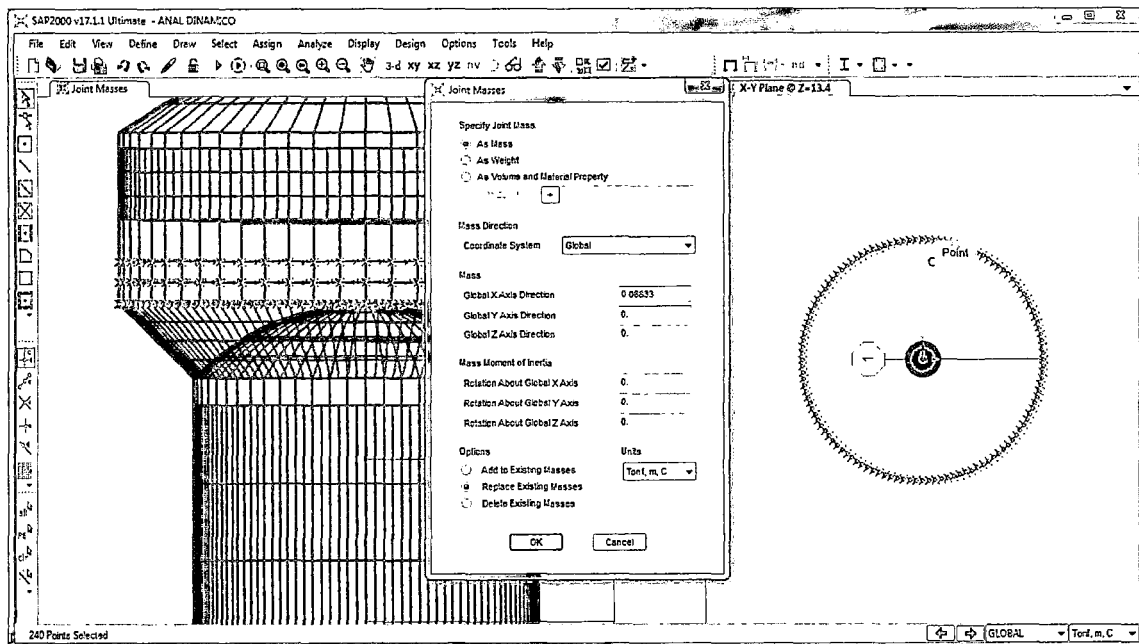 SAP2000 v17.1.1 Ultimate - ANAL DINAMICO
File Edit View Define Draw Select Assign Analyze Display Design Options Tools Help
3-d xy xz yz nv
nd
Joint Masses
Joint Masses
X-Y Plane @ Z=13.4
Specify Joint Mass
As Mass
As Weight
As Volume and Material Property
+
Mass Direction
Coordinate System Global
Mass
Global X Axis Direction 0.08633
Global Y Axis Direction 0.
Global Z Axis Direction 0.
Mass Moment of Inertia
Rotation About Global X Axis 0.
Rotation About Global Y Axis 0.
Rotation About Global Z Axis 0.
Options Units
Add to Existing Masses Tonf, m, C
Replace Existing Masses
Delete Existing Masses
OK Cancel
Point
C
1
240 Points Selected GLOBAL Tonf, m, C